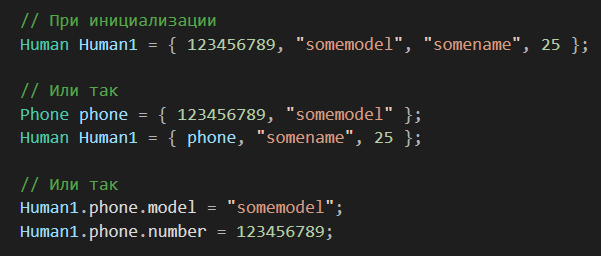 // При инициализации
Human Human1 = { 123456789, "somemodel", "somename", 25 };
// Или так
Phone phone = { 123456789, "somemodel" };
Human Human1 = { phone, "somename", 25 };
// Или так
Human1.phone.model = "somemodel";
Human1.phone.number = 123456789;